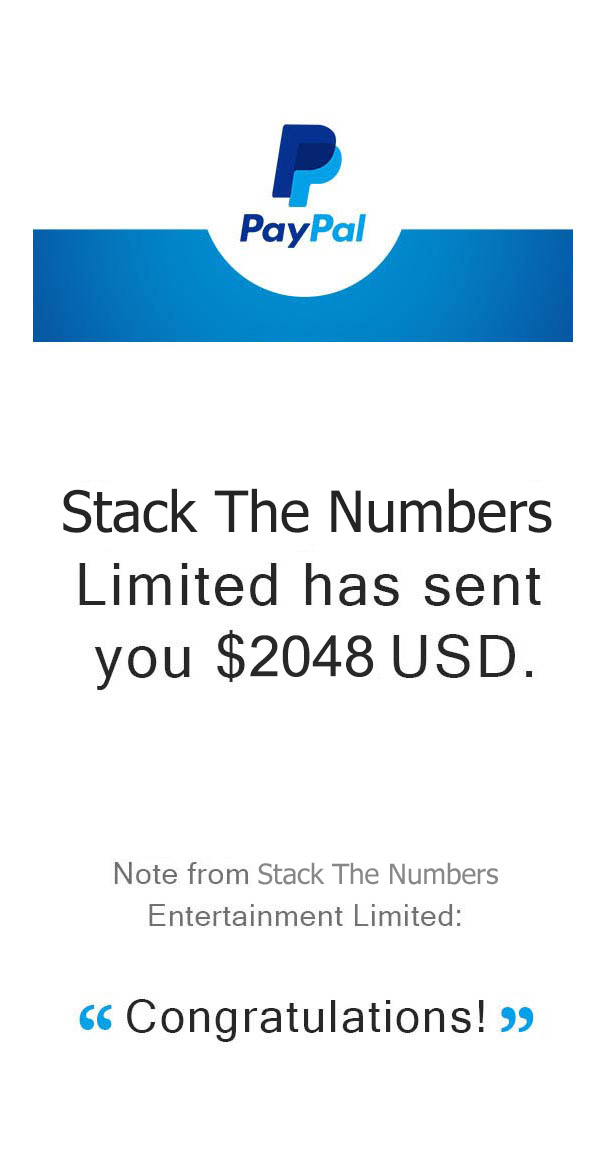 PayPal
Stack The Numbers
Limited has sent
you $2048 USD.
Note from Stack The Numbers
Entertainment Limited:
“ Congratulations! ”